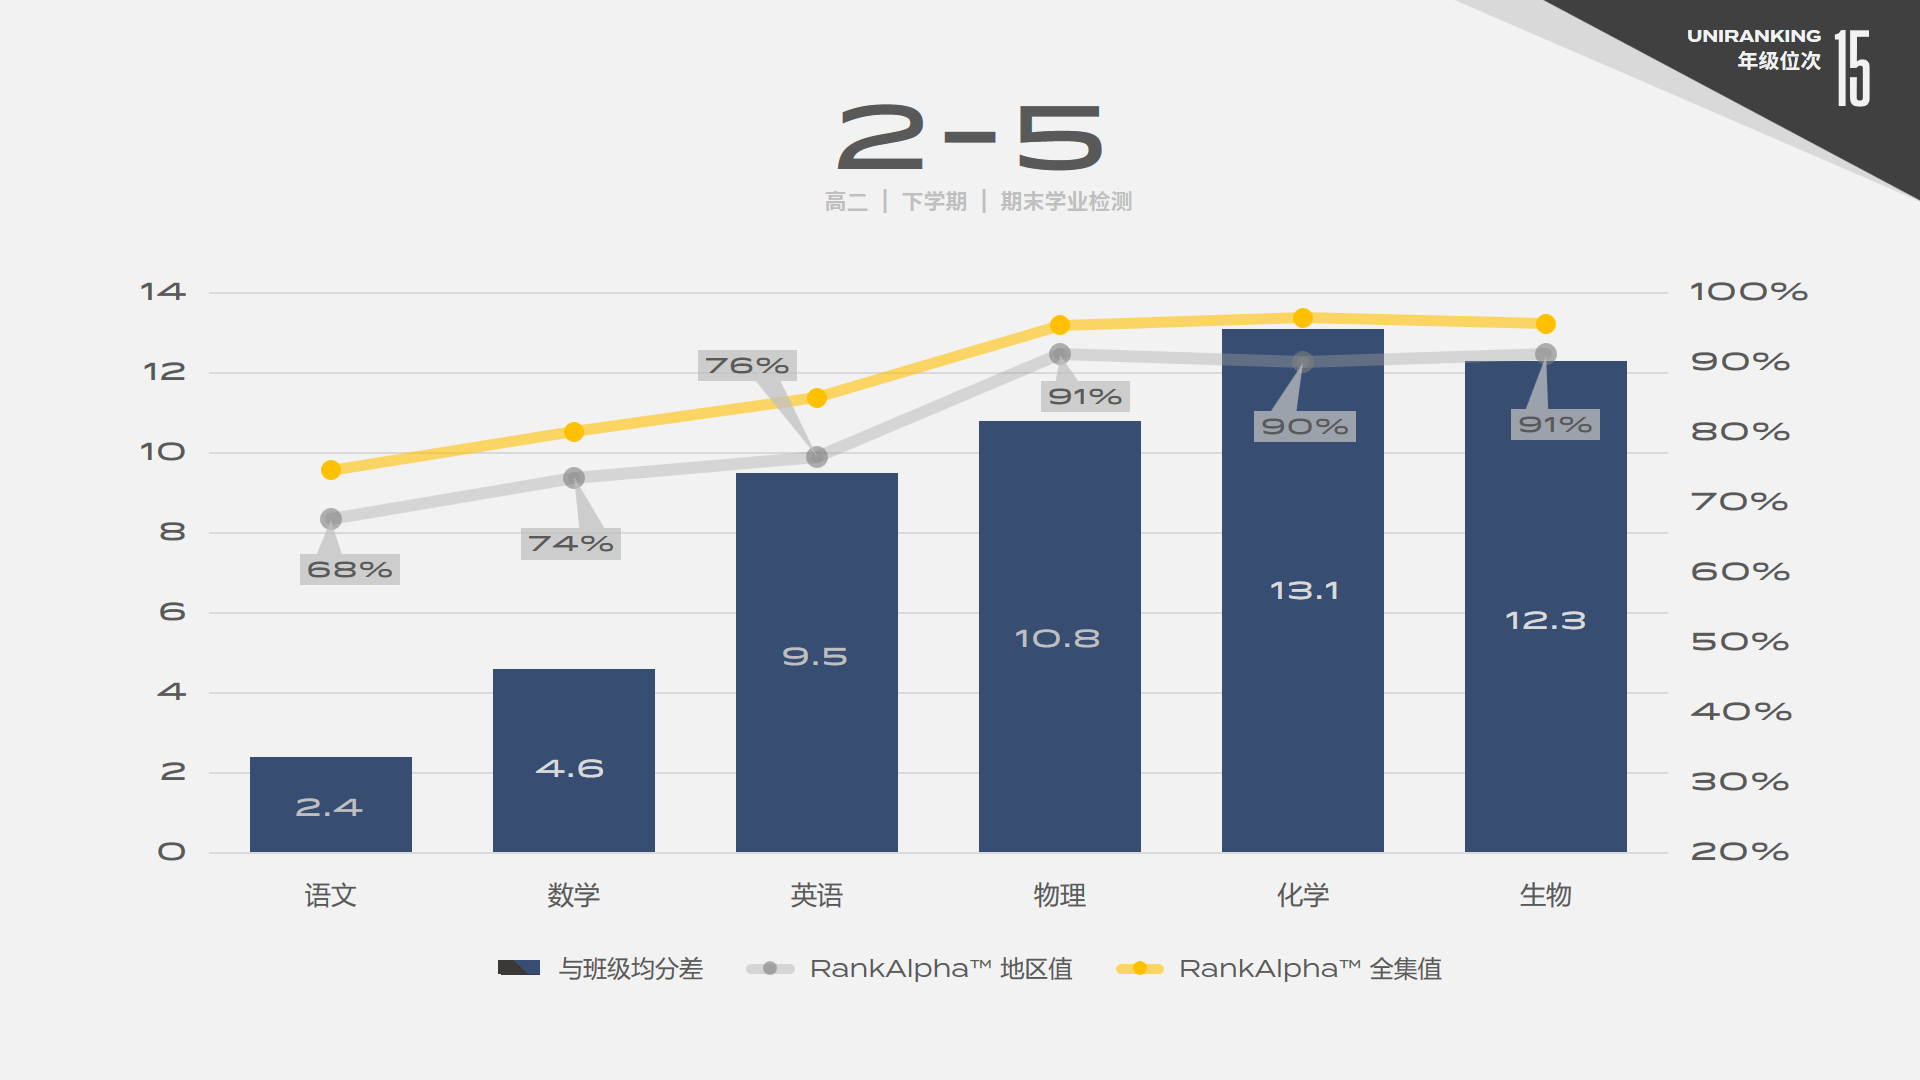 UNIRANKING
年级位次
15
2-5
高二 | 下学期 | 期末学业检测
14
12
10
8
6
4
2
0
100%
90%
80%
70%
60%
50%
40%
30%
20%
68%
74%
76%
91%
90%
91%
2.4
4.6
9.5
10.8
13.1
12.3
语文
数学
英语
物理
化学
生物
与班级均分差
RankAlpha™ 地区值
RankAlpha™ 全集值